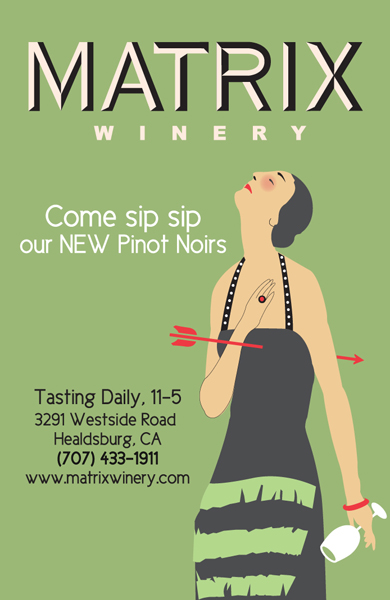 MATRIX
WINERY
Come sip sip
our NEW Pinot Noirs
Tasting Daily, 11-5
3291 Westside Road
Healdsburg, CA
(707) 433-1911
www.matrixwinery.com